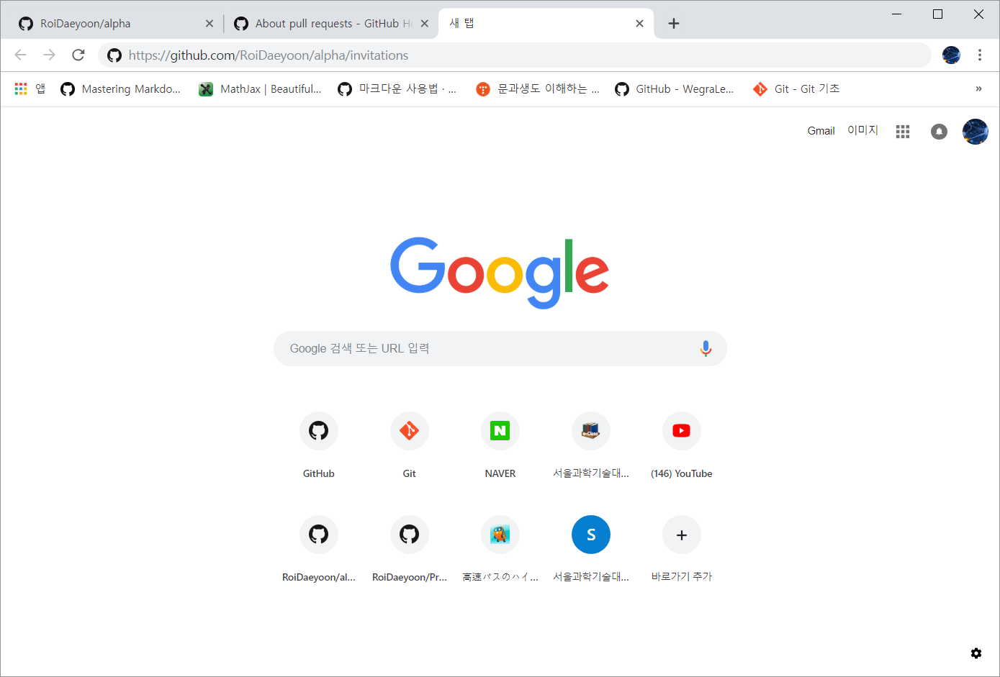 RoiDaeyoon/alpha
About pull requests - GitHub H
새 탭
https://github.com/RoiDaeyoon/alpha/invitations
앱
Mastering Markdo...
MathJax | Beautiful...
마크다운 사용법 · ...
문과생도 이해하는 ...
GitHub - WegraLe...
Git - Git 기초
»
Gmail
이미지
Google
Google 검색 또는 URL 입력
GitHub
Git
NAVER
서울과학기술대...
(146) YouTube
S
RoiDaeyoon/al...
RoiDaeyoon/Pr...
高速バスのハイ...
서울과학기술대...
바로가기 추가